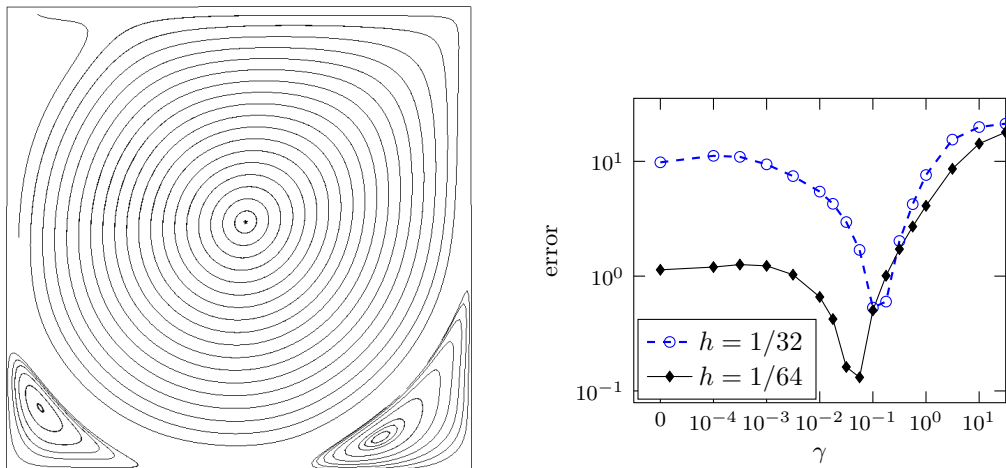 error
10^1
10^0
10^{-1}
h = 1/32
h = 1/64
0 10^{-4} 10^{-3} 10^{-2} 10^{-1} 10^0 10^1
γ